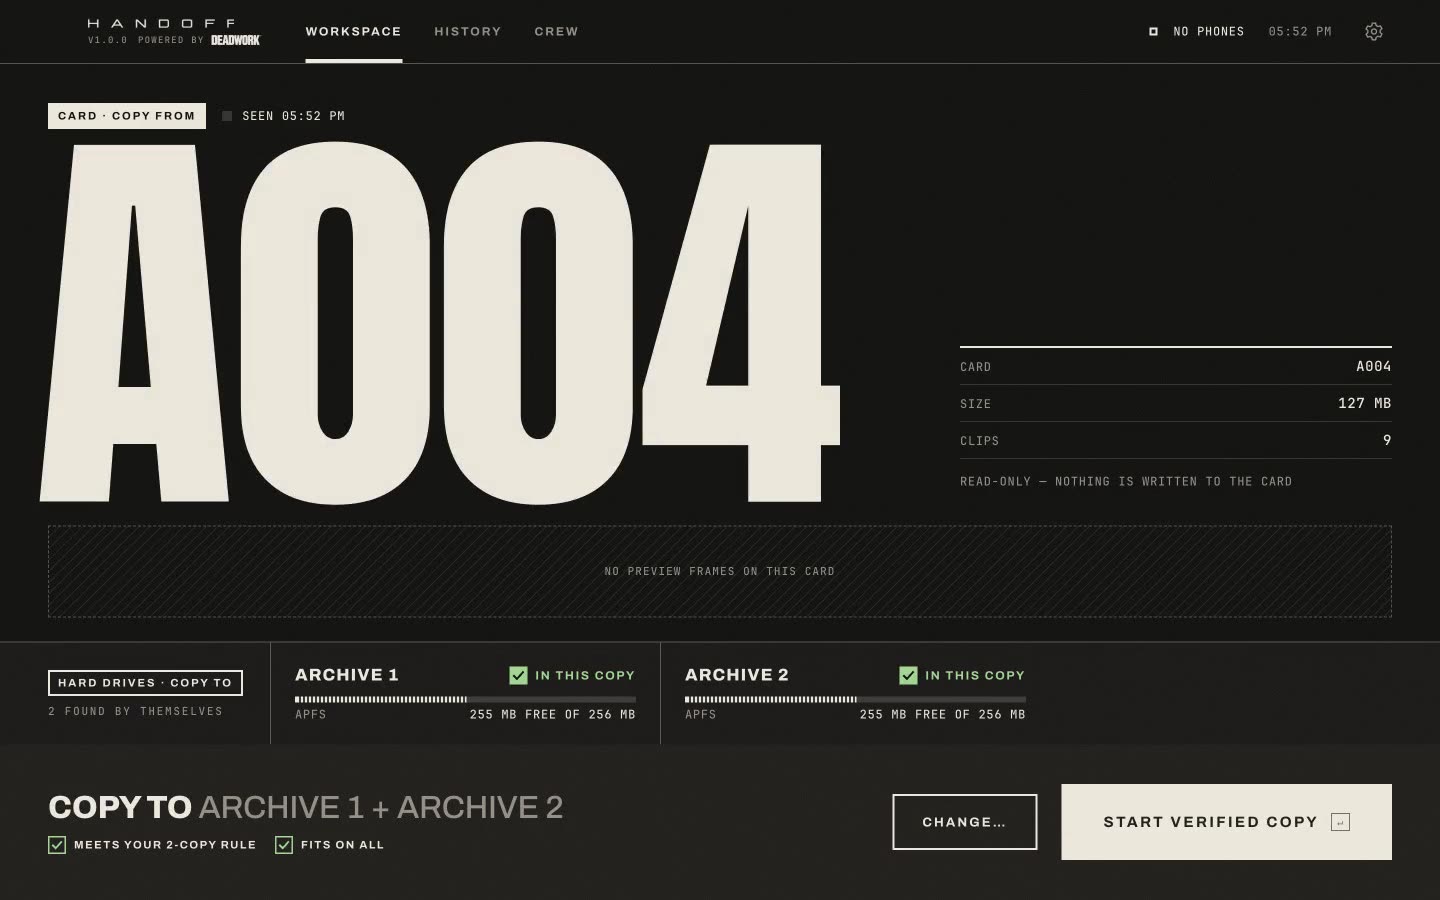 HANDOFF
V1.0.0 POWERED BY DEADWORK
WORKSPACE
HISTORY
CREW
NO PHONES
05:52 PM
CARD · COPY FROM
SEEN 05:52 PM
A004
CARD A004
SIZE 127 MB
CLIPS 9
READ-ONLY — NOTHING IS WRITTEN TO THE CARD
NO PREVIEW FRAMES ON THIS CARD
HARD DRIVES · COPY TO
2 FOUND BY THEMSELVES
ARCHIVE 1
IN THIS COPY
APFS
255 MB FREE OF 256 MB
ARCHIVE 2
IN THIS COPY
APFS
255 MB FREE OF 256 MB
COPY TO ARCHIVE 1 + ARCHIVE 2
MEETS YOUR 2-COPY RULE
FITS ON ALL
CHANGE…
START VERIFIED COPY ↵